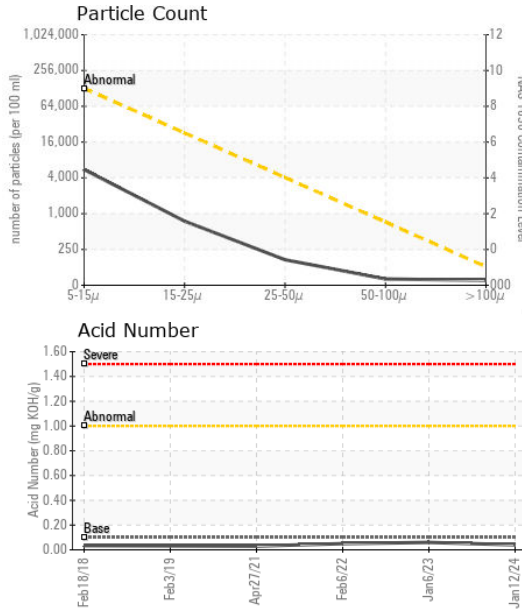 Particle Count
number of particles (per 100 ml)
1,024,000
256,000
64,000
16,000
4,000
1,000
250
0
Abnormal
12
10
8
6
4
2
0
000
5-15µ
15-25µ
25-50µ
50-100µ
>100µ
Acid Number
Acid Number (mg KOH/g)
1.60
1.40
1.20
1.00
0.80
0.60
0.40
0.20
0.00
Severe
Abnormal
Base
Feb18/18
Feb3/19
Apr27/21
Feb6/22
Jan6/23
Jan12/24